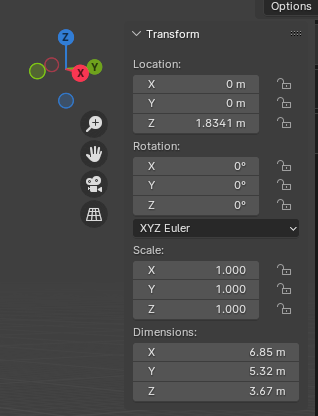 Options
Z
Y
X
Transform
Location:
X 0 m
Y 0 m
Z 1.8341 m
Rotation:
X 0°
Y 0°
Z 0°
XYZ Euler
Scale:
X 1.000
Y 1.000
Z 1.000
Dimensions:
X 6.85 m
Y 5.32 m
Z 3.67 m